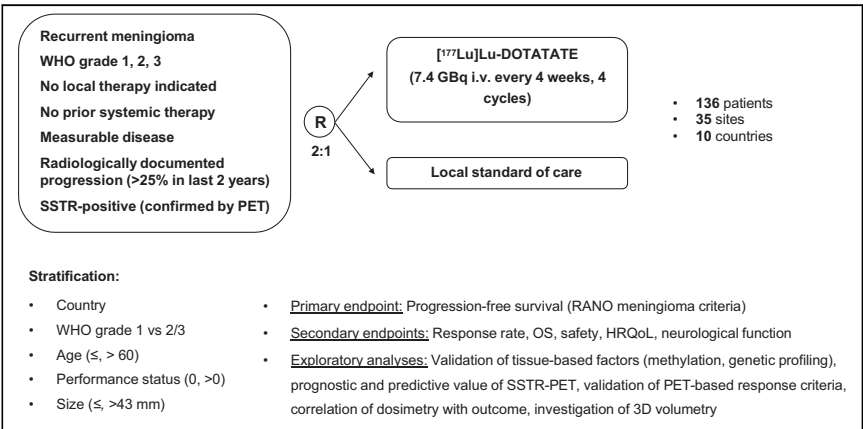 Recurrent meningioma
WHO grade 1, 2, 3
No local therapy indicated
No prior systemic therapy
Measurable disease
Radiologically documented
progression (>25% in last 2 years)
SSTR-positive (confirmed by PET)
R
2:1
[¹⁷⁷Lu]Lu-DOTATATE
(7.4 GBq i.v. every 4 weeks, 4
cycles)
Local standard of care
• 136 patients
• 35 sites
• 10 countries
Stratification:
• Country
• WHO grade 1 vs 2/3
• Age (≤, > 60)
• Performance status (0, >0)
• Size (≤, >43 mm)
• Primary endpoint: Progression-free survival (RANO meningioma criteria)
• Secondary endpoints: Response rate, OS, safety, HRQoL, neurological function
• Exploratory analyses: Validation of tissue-based factors (methylation, genetic profiling),
prognostic and predictive value of SSTR-PET, validation of PET-based response criteria,
correlation of dosimetry with outcome, investigation of 3D volumetry